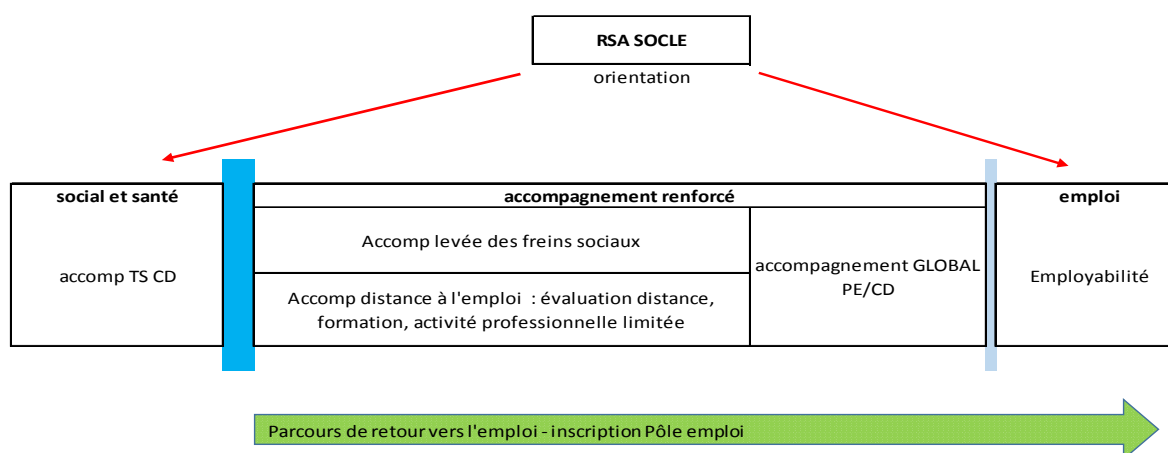 RSA SOCLE
orientation
social et santé
accompagnement renforcé
emploi
accomp TS CD
Accomp levée des freins sociaux
Accomp distance à l'emploi : évaluation distance,
formation, activité professionnelle limitée
accompagnement GLOBAL
PE/CD
Employabilité
Parcours de retour vers l'emploi - inscription Pôle emploi